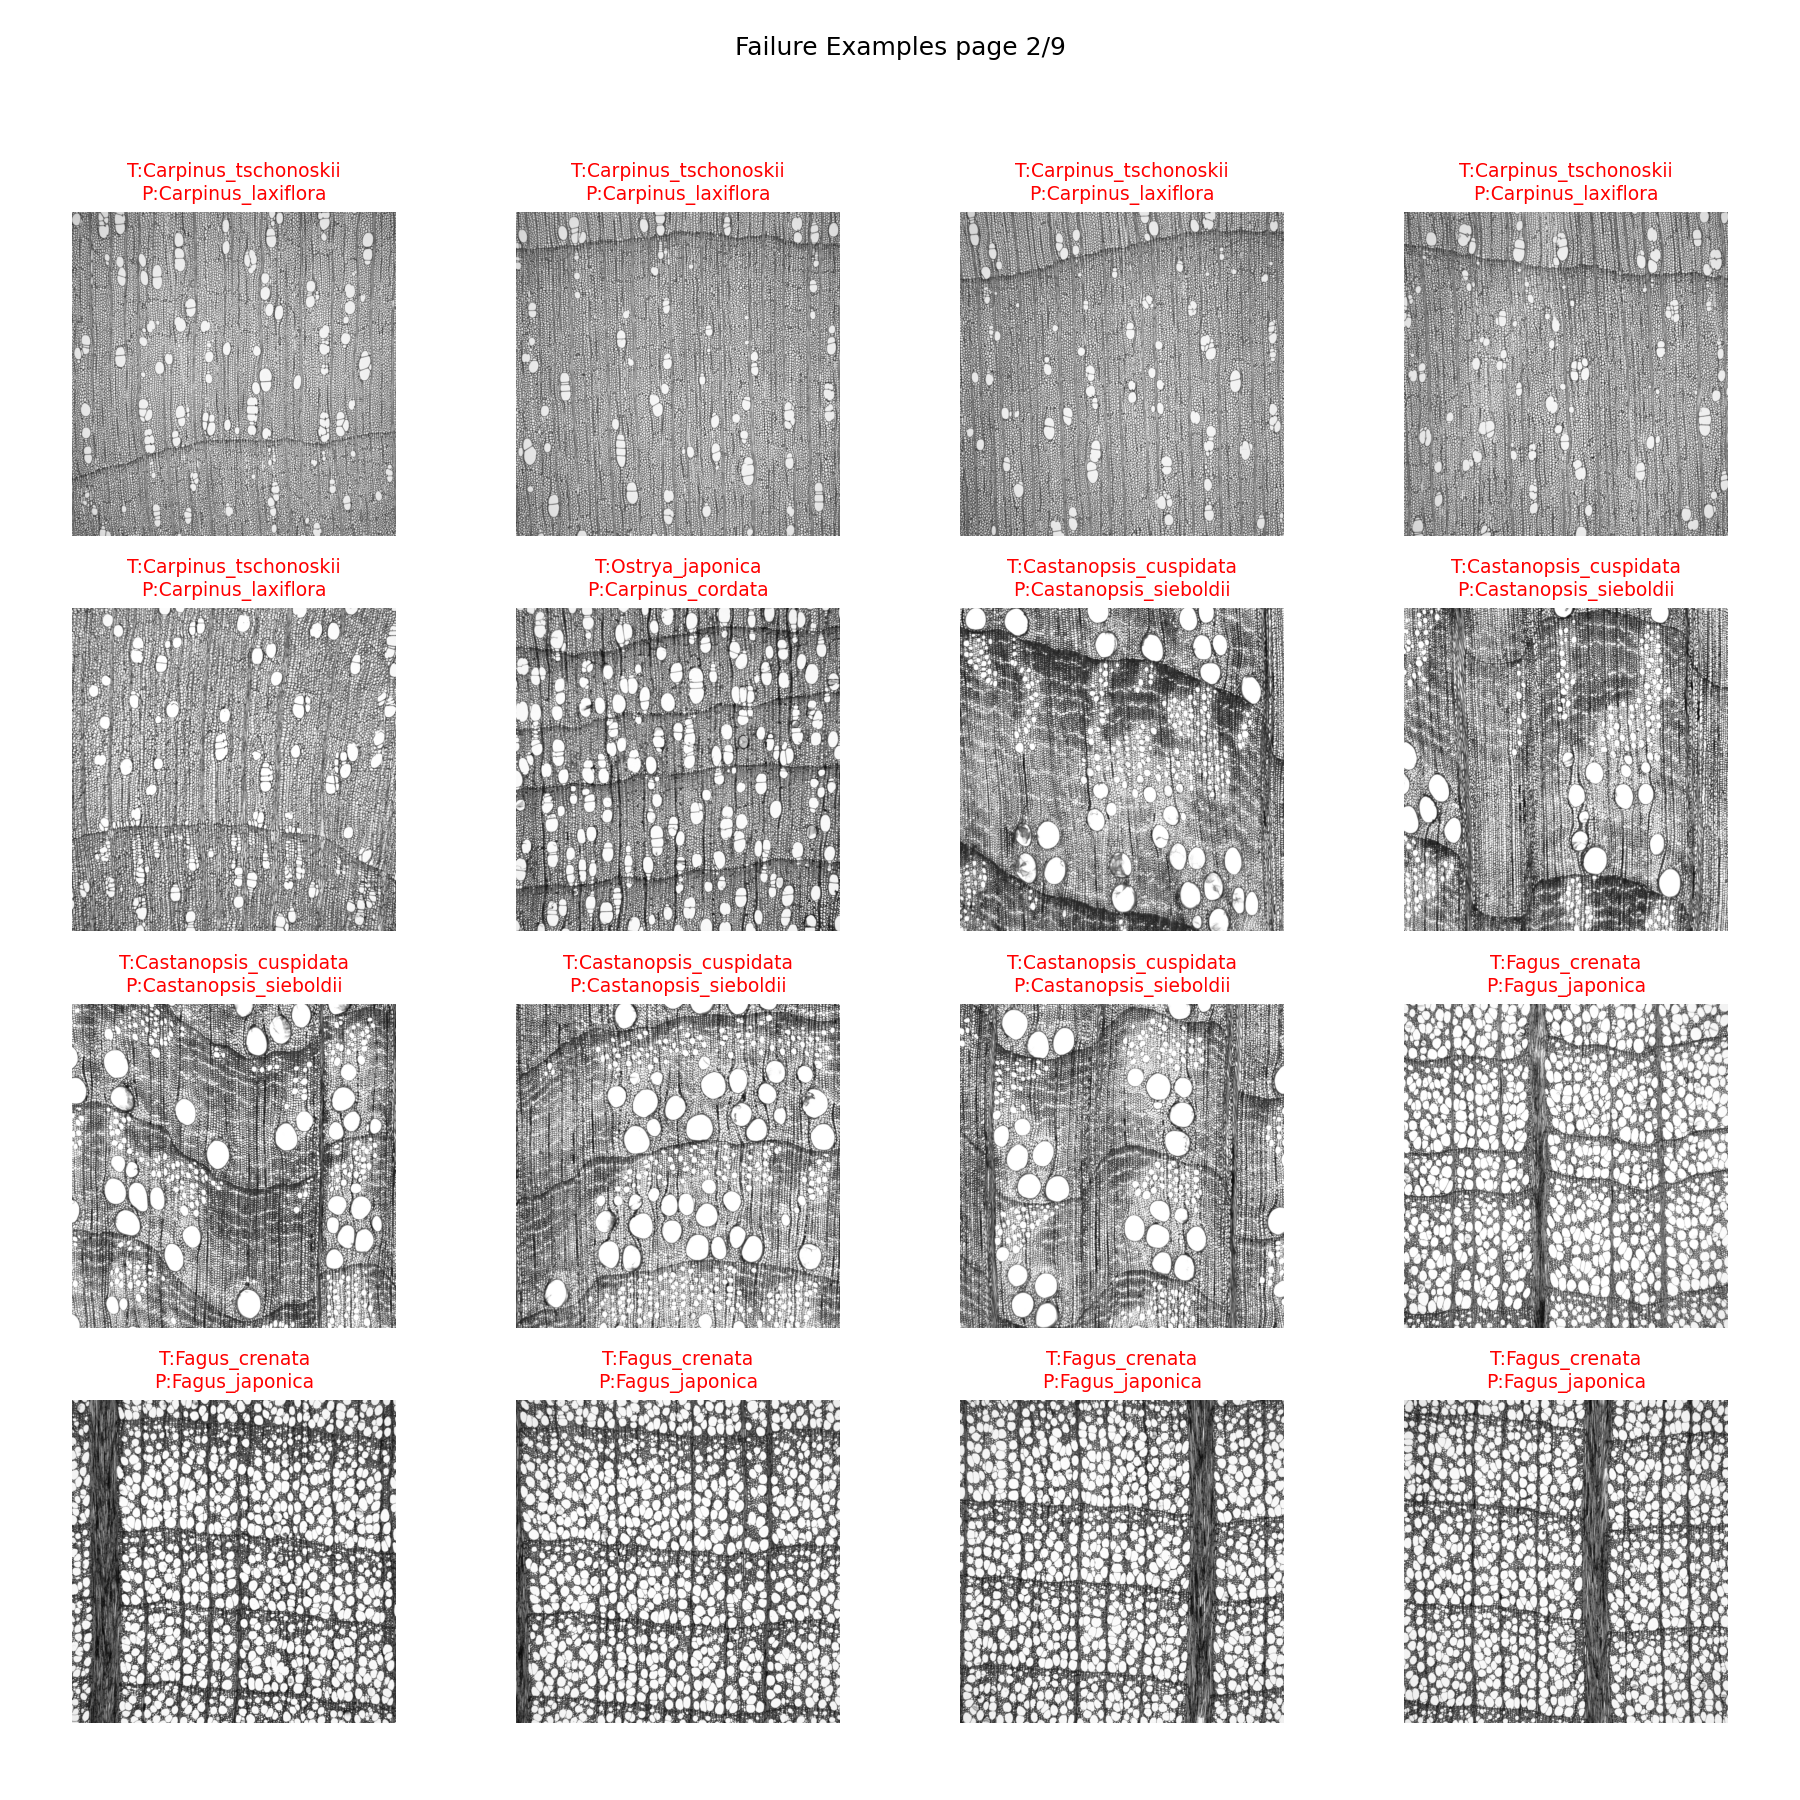 Failure Examples page 2/9
T:Carpinus_tschonoskii
P:Carpinus_laxiflora
T:Carpinus_tschonoskii
P:Carpinus_laxiflora
T:Carpinus_tschonoskii
P:Carpinus_laxiflora
T:Carpinus_tschonoskii
P:Carpinus_laxiflora
T:Carpinus_tschonoskii
P:Carpinus_laxiflora
T:Ostrya_japonica
P:Carpinus_cordata
T:Castanopsis_cuspidata
P:Castanopsis_sieboldii
T:Castanopsis_cuspidata
P:Castanopsis_sieboldii
T:Castanopsis_cuspidata
P:Castanopsis_sieboldii
T:Castanopsis_cuspidata
P:Castanopsis_sieboldii
T:Castanopsis_cuspidata
P:Castanopsis_sieboldii
T:Fagus_crenata
P:Fagus_japonica
T:Fagus_crenata
P:Fagus_japonica
T:Fagus_crenata
P:Fagus_japonica
T:Fagus_crenata
P:Fagus_japonica
T:Fagus_crenata
P:Fagus_japonica